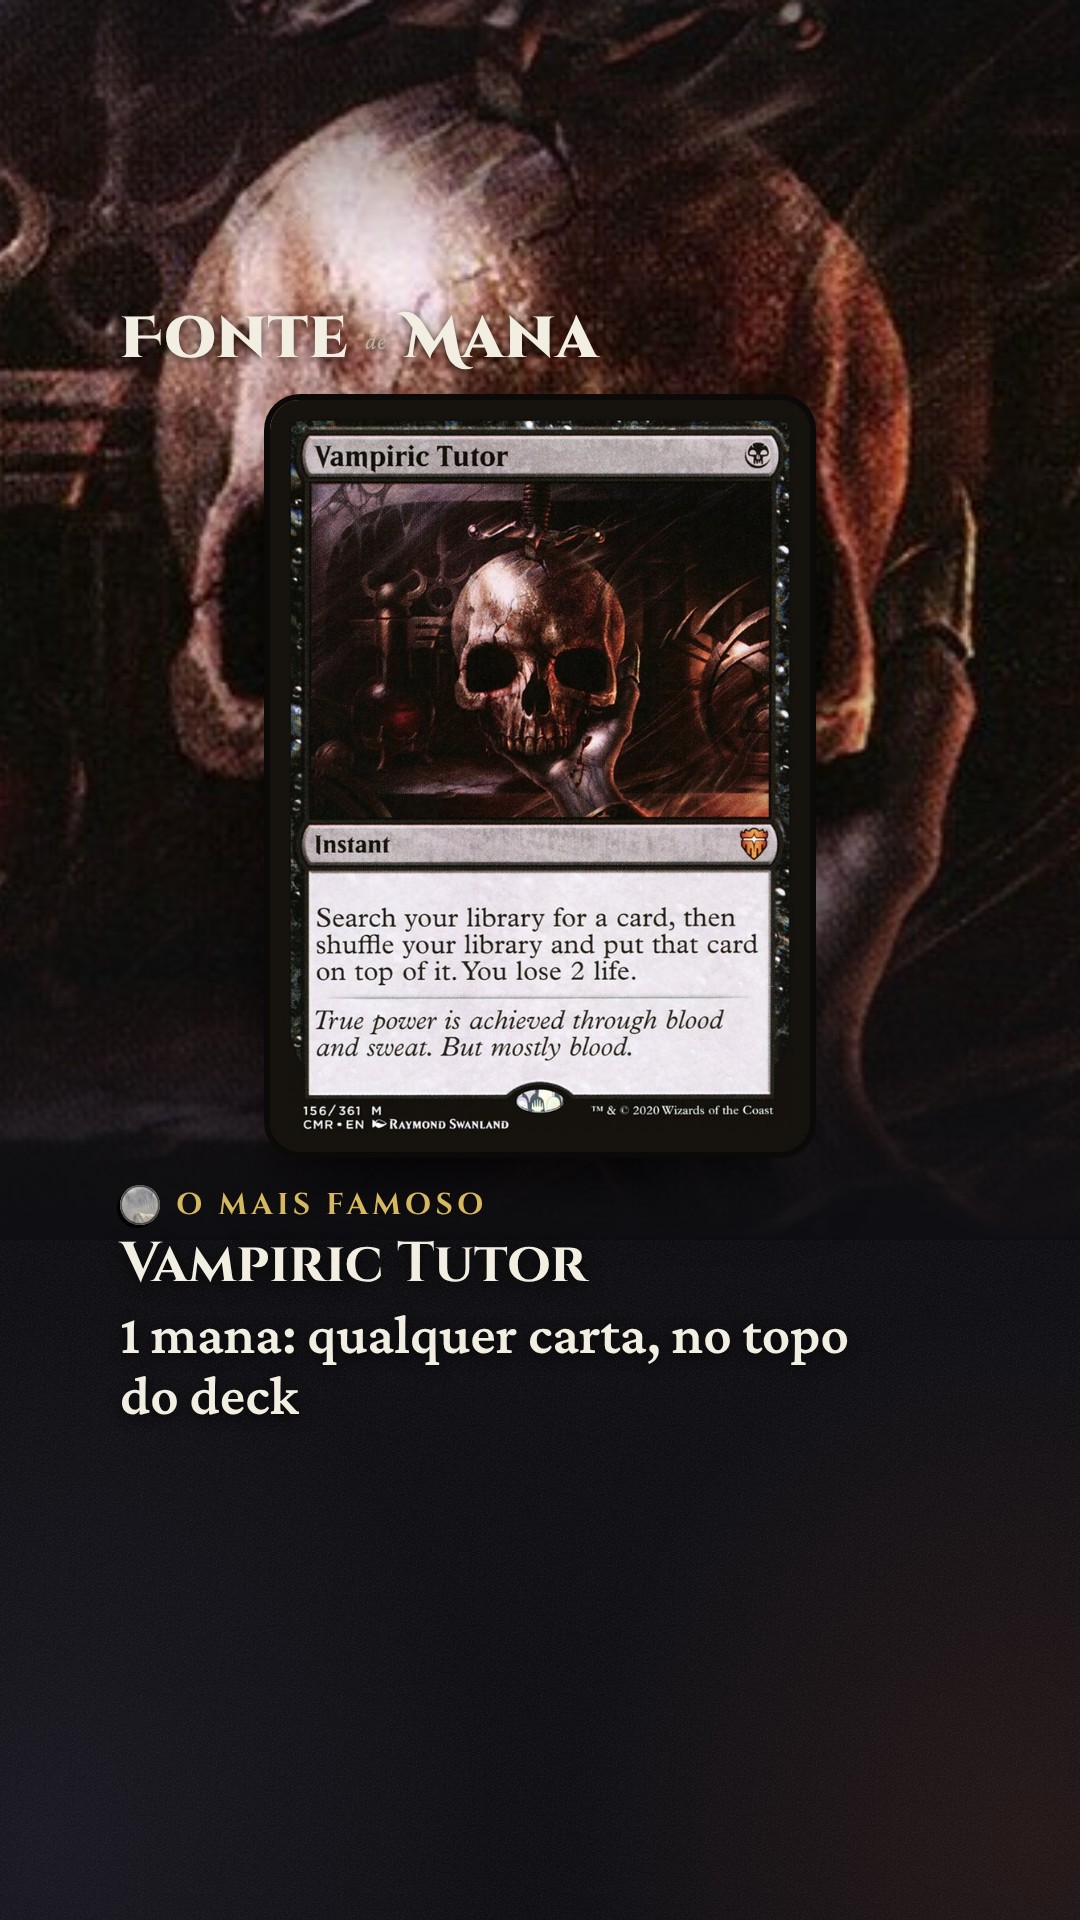 Fonte de Mana
Vampiric Tutor
Instant
Search your library for a card, then
shuffle your library and put that card
on top of it. You lose 2 life.
True power is achieved through blood
and sweat. But mostly blood.
156/361 M
CMR • EN Raymond Swanland
™ & © 2020 Wizards of the Coast
O MAIS FAMOSO
Vampiric Tutor
1 mana: qualquer carta, no topo
do deck